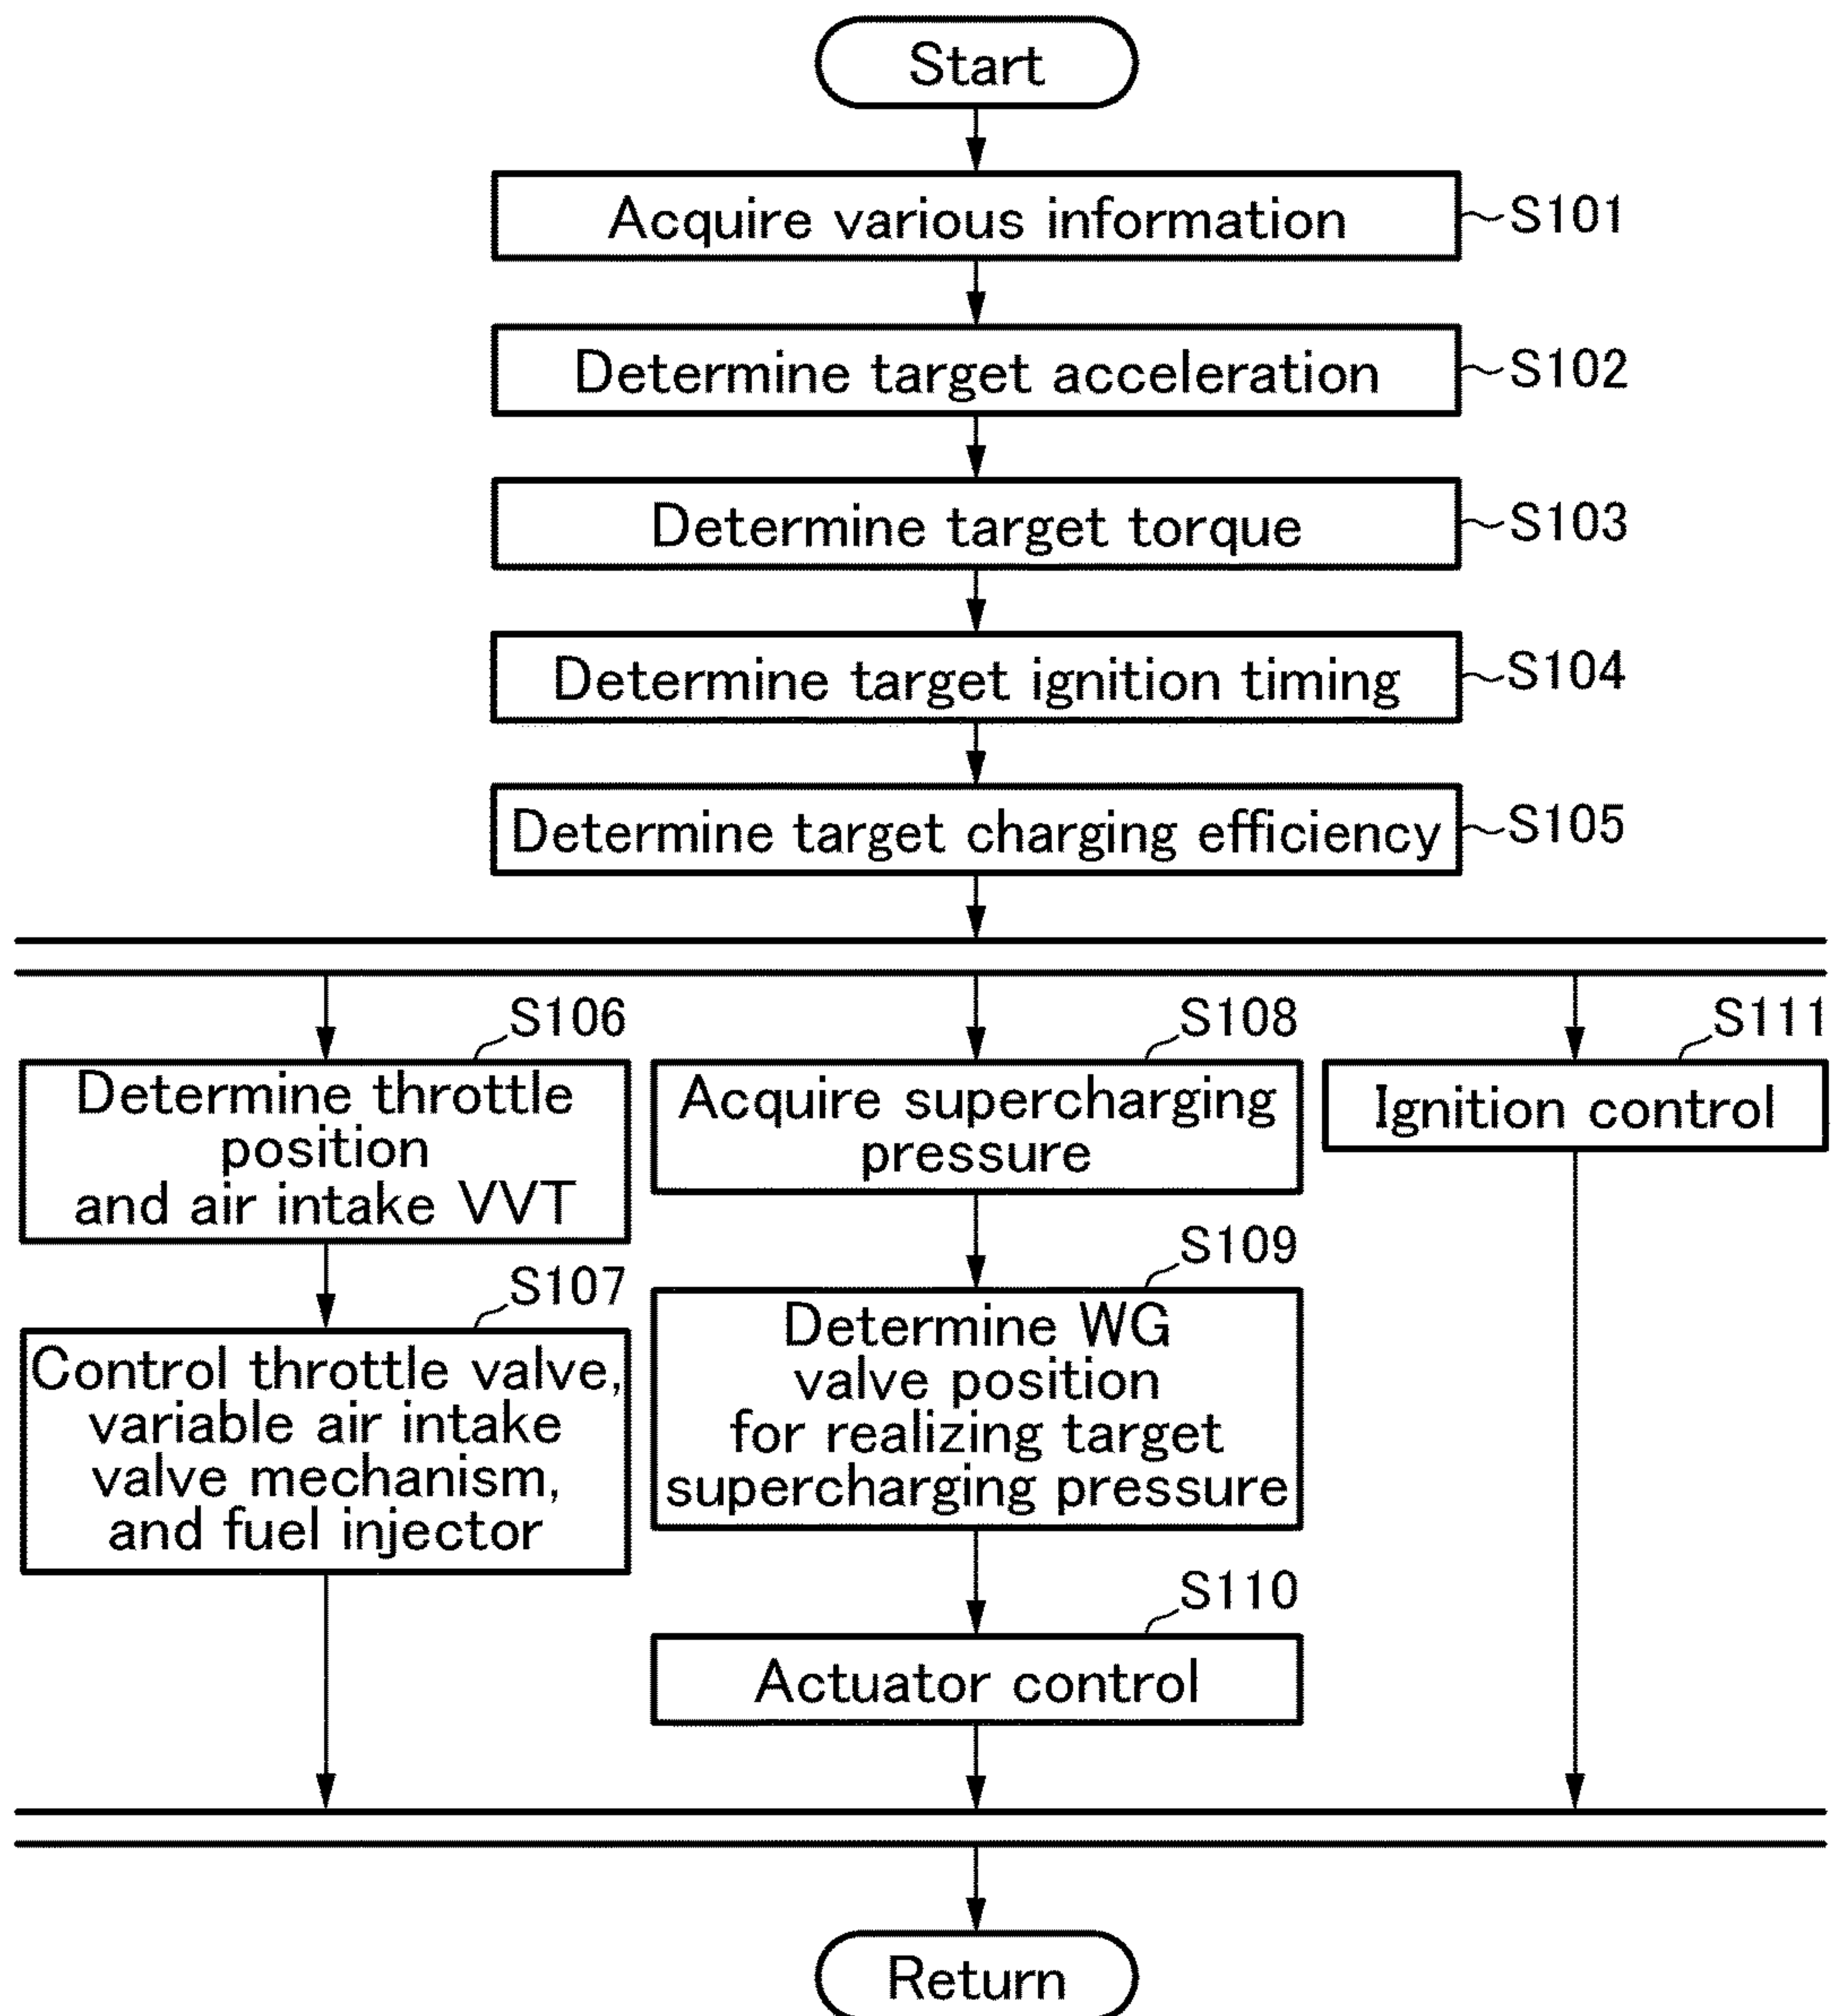 Start
Acquire various information
S101
Determine target acceleration
S102
Determine target torque
S103
Determine target ignition timing
S104
Determine target charging efficiency
S105
S106
Determine throttle
position
and air intake VVT
S107
Control throttle valve,
variable air intake
valve mechanism,
and fuel injector
S108
Acquire supercharging
pressure
S109
Determine WG
valve position
for realizing target
supercharging pressure
S110
Actuator control
S111
Ignition control
Return